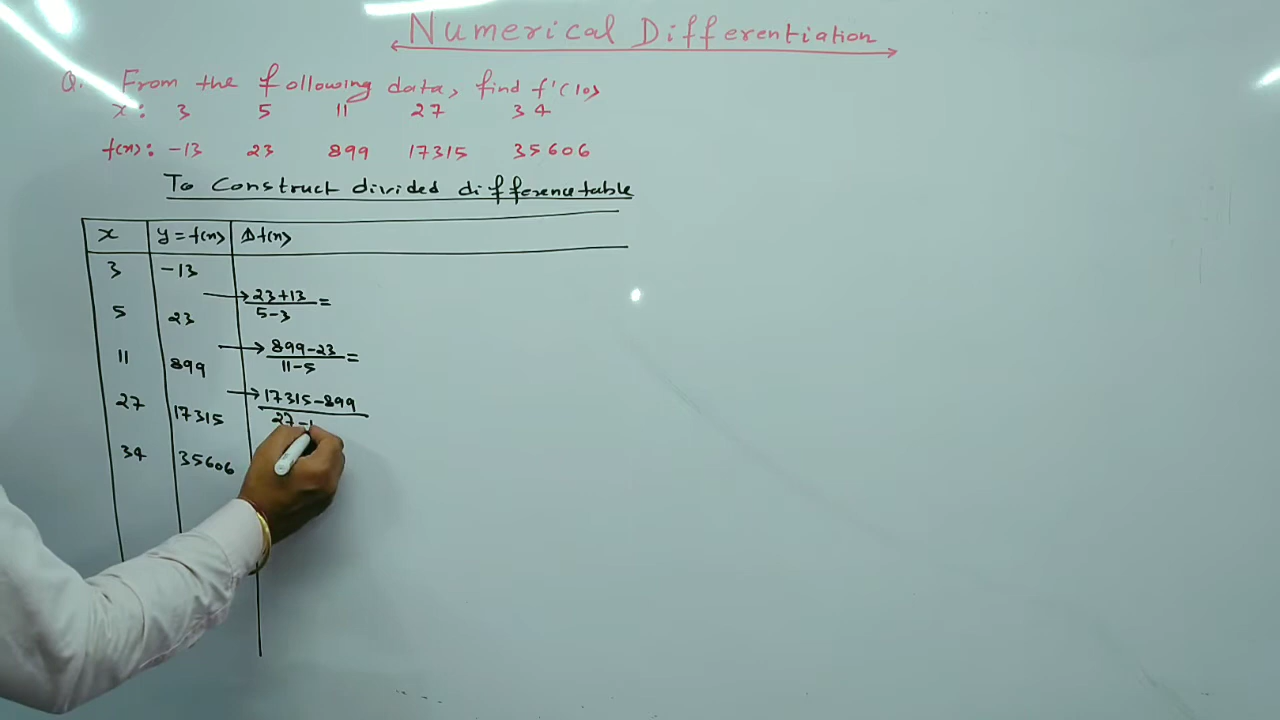 Numerical Differentiation
Q. From the following data, find f'(10)
x: 3 5 11 27 34
f(x): -13 23 899 17315 35606
To Construct divided difference table
x y=f(x) Δf(x)
3 -13
23+13 / 5-3 =
5 23
899-23 / 11-5 =
11 899
17315-899 / 27-1
27 17315
34 35606